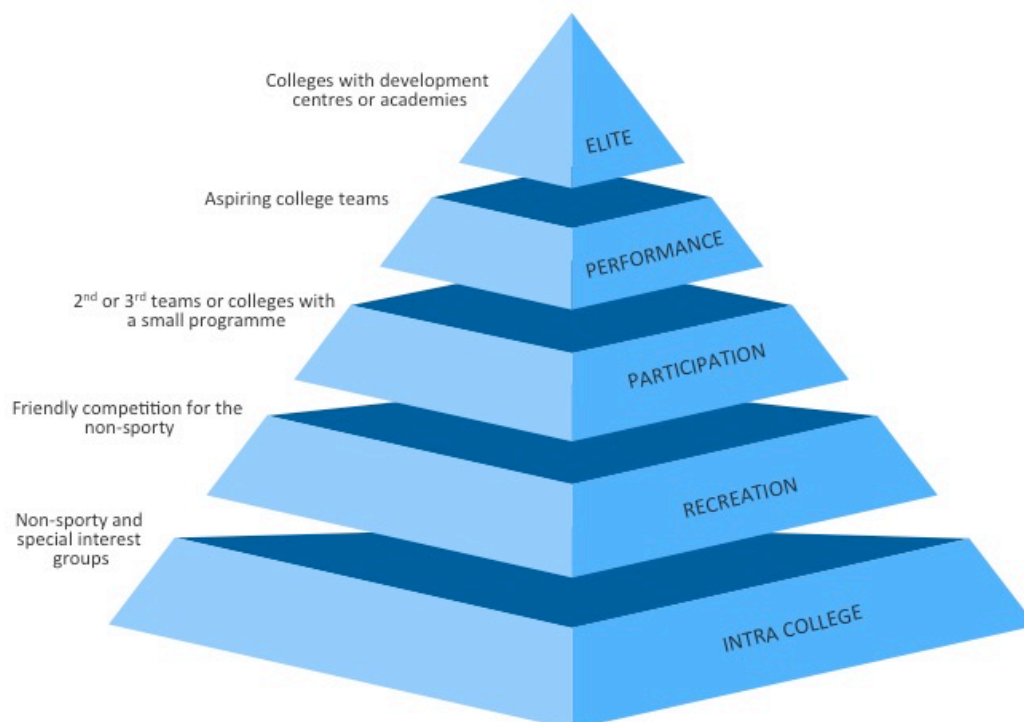 Colleges with development
centres or academies
ELITE
Aspiring college teams
PERFORMANCE
2nd or 3rd teams or colleges with
a small programme
PARTICIPATION
Friendly competition for the
non-sporty
RECREATION
Non-sporty and
special interest
groups
INTRA COLLEGE